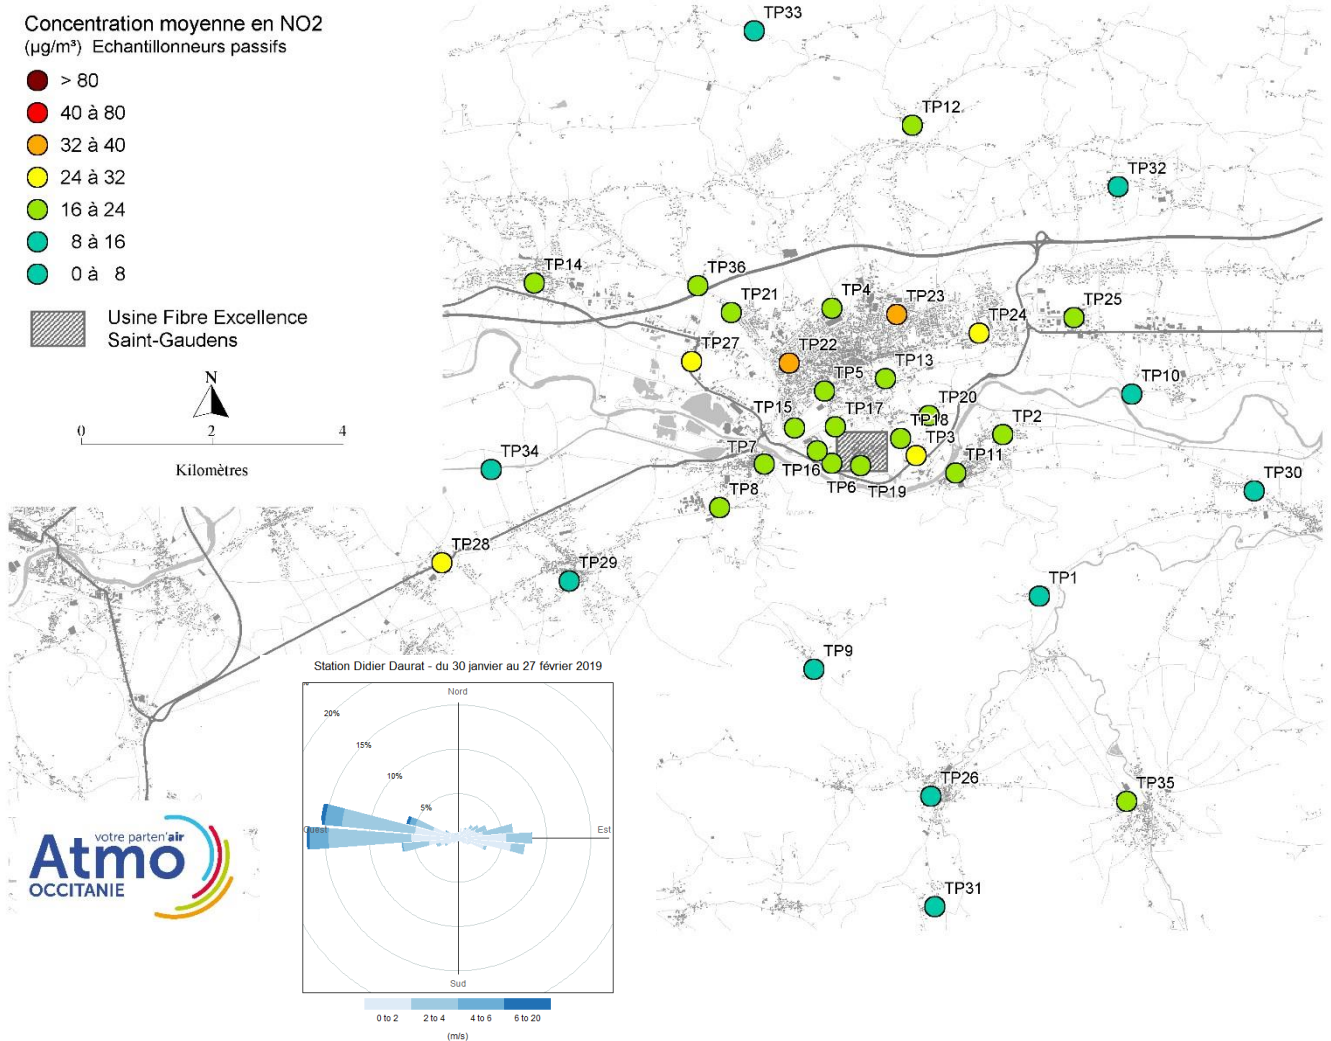 Concentration moyenne en NO2
(µg/m³) Echantillonneurs passifs
> 80
40 à 80
32 à 40
24 à 32
16 à 24
8 à 16
0 à 8
Usine Fibre Excellence
Saint-Gaudens
N
0 2 4
Kilomètres
TP33
TP12
TP32
TP14
TP36
TP21
TP4
TP23
TP24
TP25
TP27
TP22
TP5
TP13
TP10
TP15
TP17
TP20
TP18
TP2
TP3
TP7
TP16
TP6
TP19
TP11
TP34
TP8
TP30
TP28
TP29
TP1
TP9
TP26
TP35
TP31
Station Didier Daurat - du 30 janvier au 27 février 2019
Nord
20%
15%
10%
5%
Ouest
Est
Sud
0 to 2 2 to 4 4 to 6 6 to 20
(m/s)
votre parten'air
Atmo
OCCITANIE